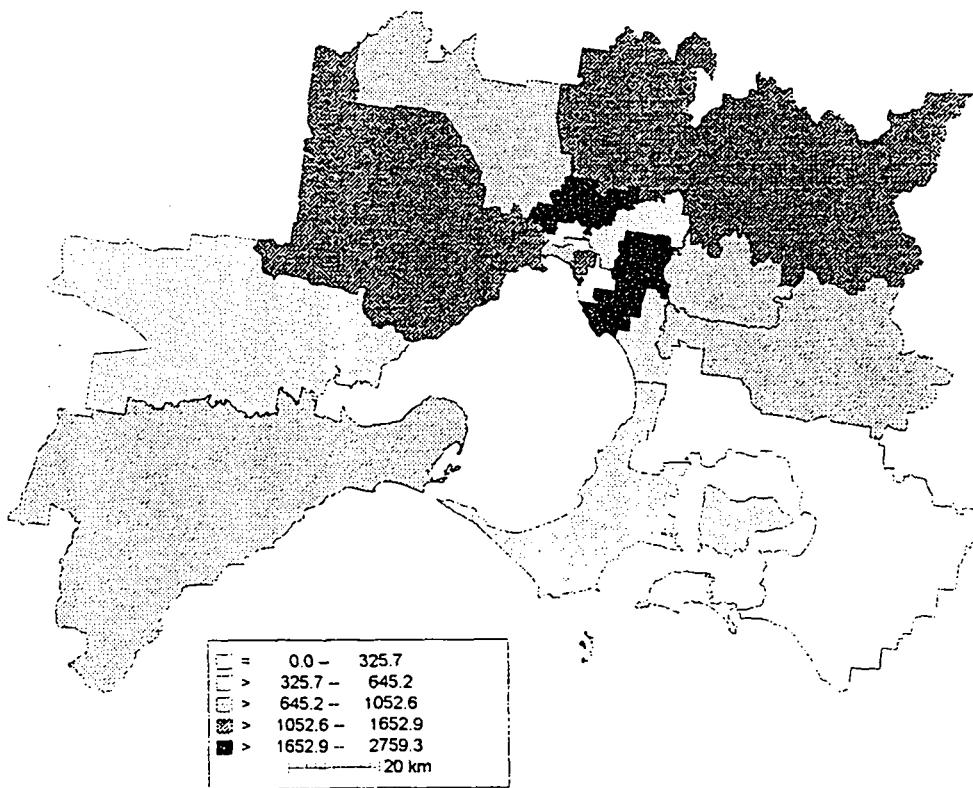 = 0.0 -- 325.7
> 325.7 -- 645.2
> 645.2 -- 1052.6
> 1052.6 -- 1652.9
> 1652.9 -- 2759.3
20 km